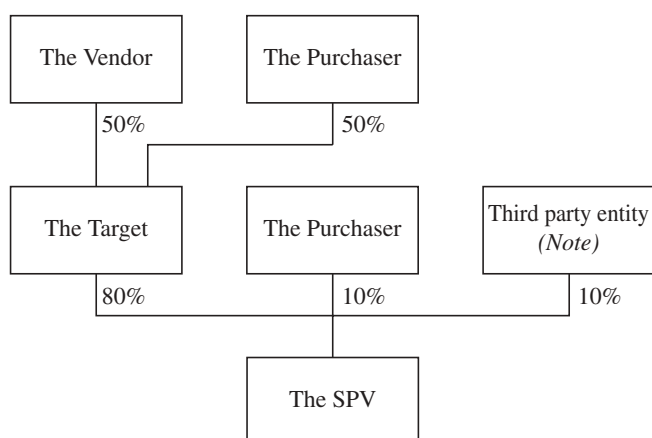 The Vendor
The Purchaser
50%
50%
The Target
The Purchaser
Third party entity
(Note)
80%
10%
10%
The SPV